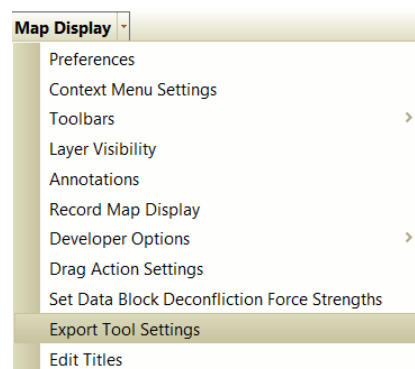 Map Display
Preferences
Context Menu Settings
Toolbars
Layer Visibility
Annotations
Record Map Display
Developer Options
Drag Action Settings
Set Data Block Deconfliction Force Strengths
Export Tool Settings
Edit Titles